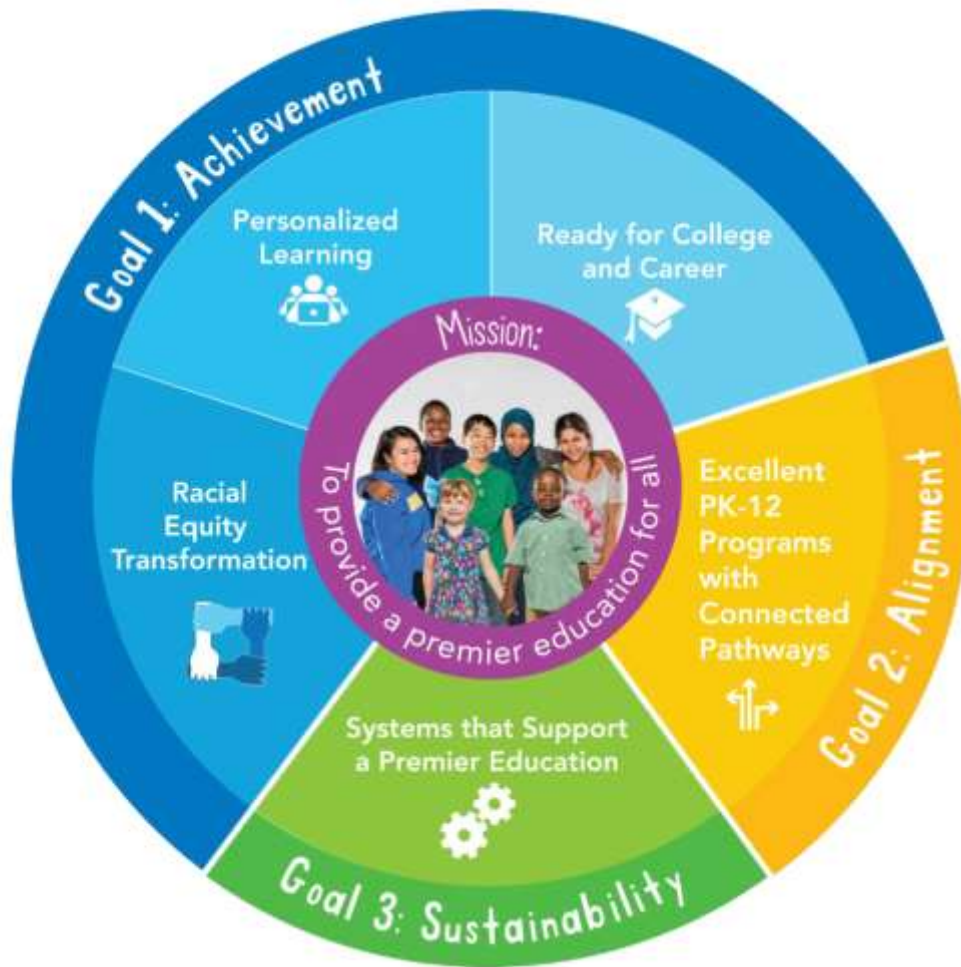 Goal 1: Achievement
Personalized
Learning
Ready for College
and Career
Mission:
To provide a premier education for all
Racial
Equity
Transformation
Excellent
PK-12
Programs
with
Connected
Pathways
Goal 2: Alignment
Systems that Support
a Premier Education
Goal 3: Sustainability